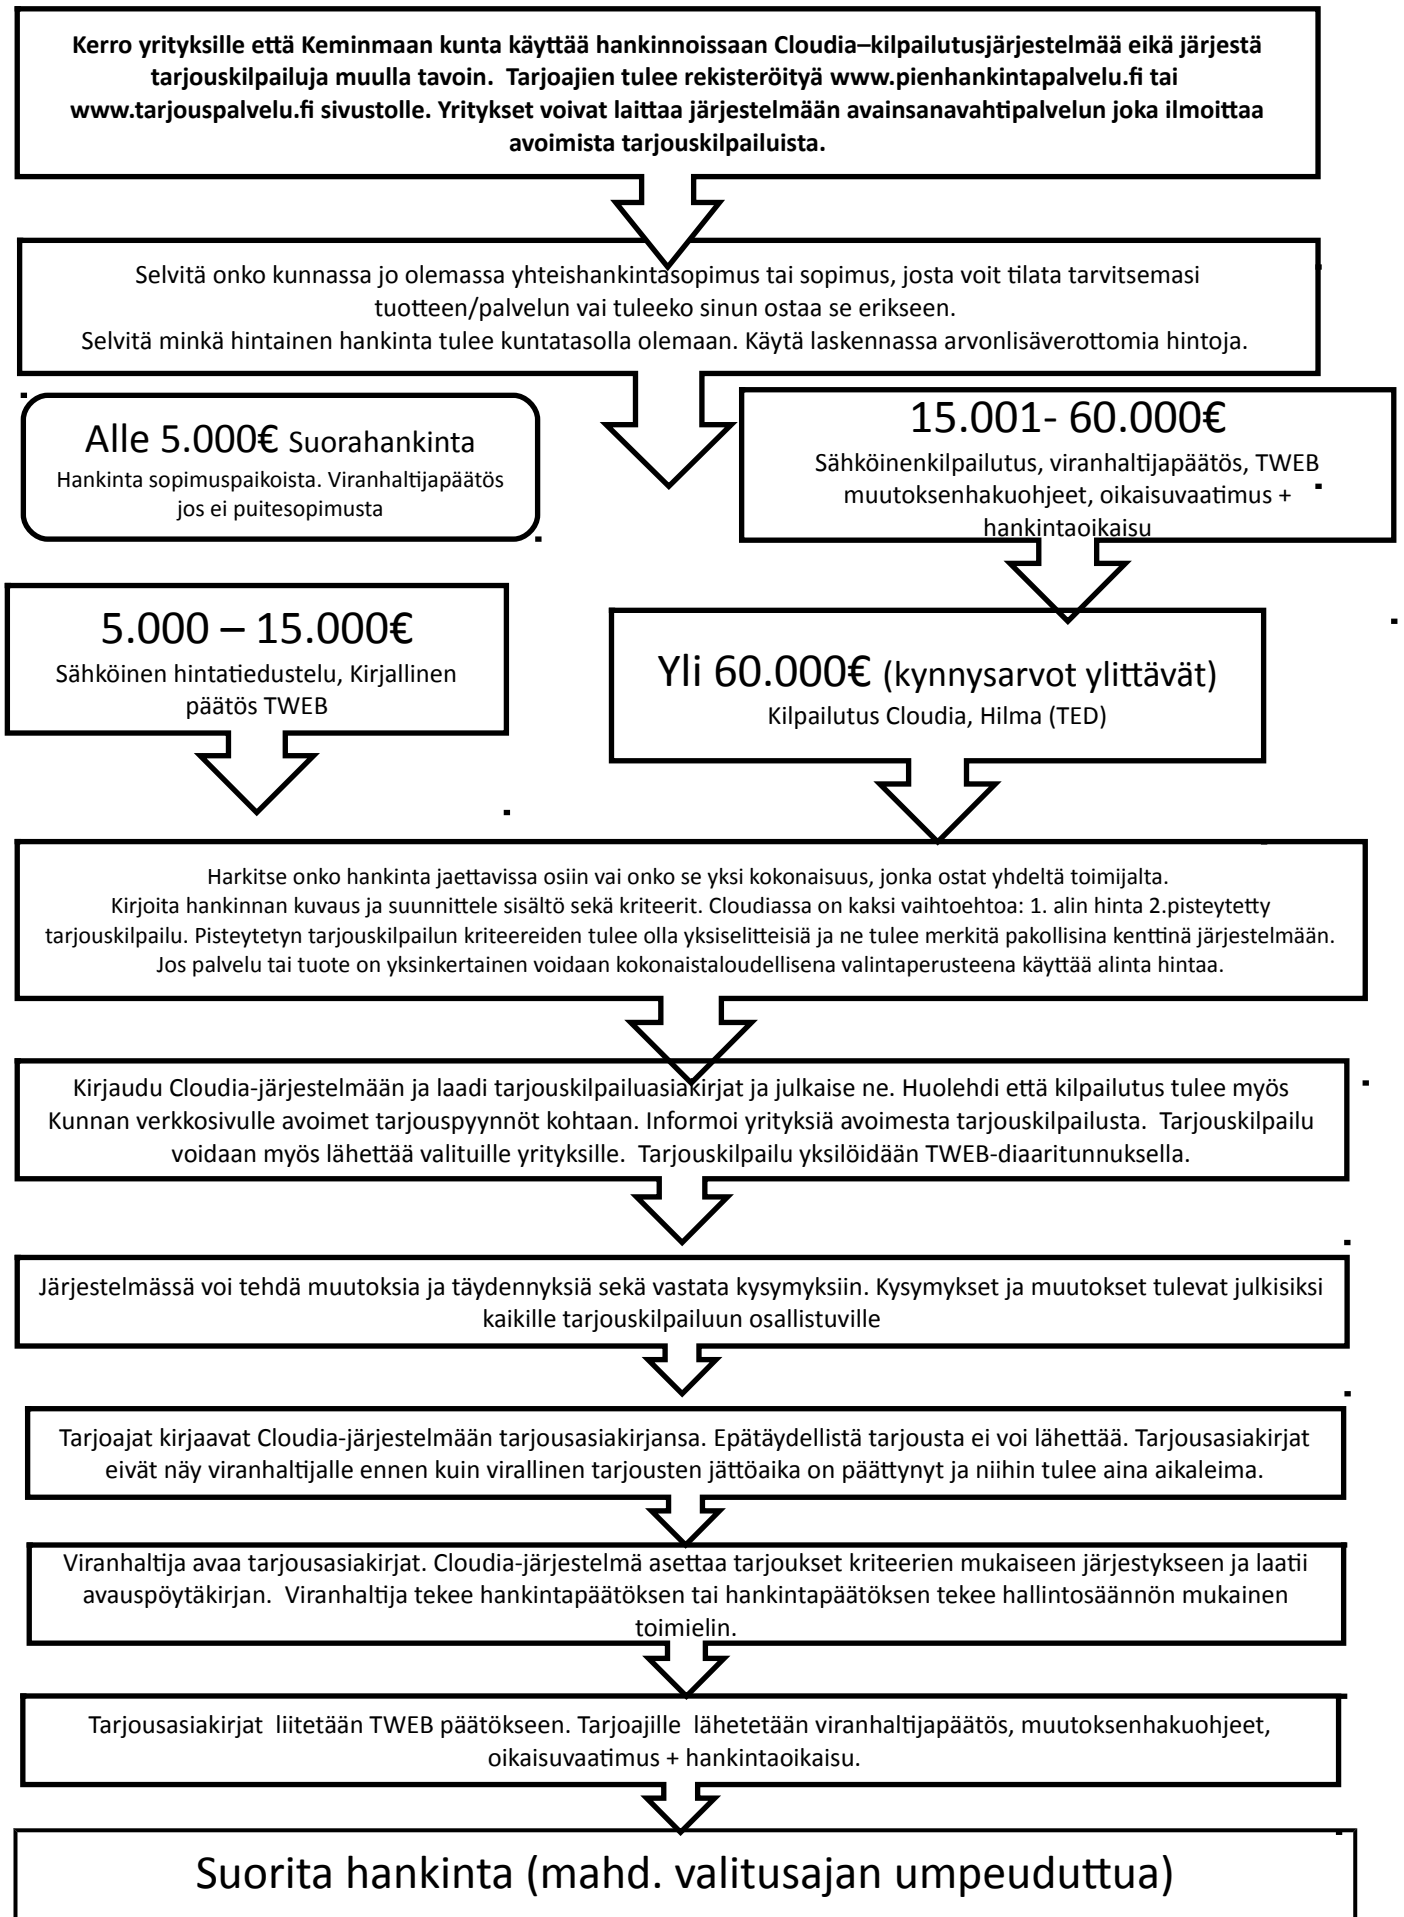 Kerro yrityksille että Keminmaan kunta käyttää hankinnoissaan Cloudia–kilpailutusjärjestelmää eikä järjestä
tarjouskilpailuja muulla tavoin.  Tarjoajien tulee rekisteröityä www.pienhankintapalvelu.fi tai
www.tarjouspalvelu.fi sivustolle. Yritykset voivat laittaa järjestelmään avainsanavahtipalvelun joka ilmoittaa
avoimista tarjouskilpailuista.
Selvitä onko kunnassa jo olemassa yhteishankintasopimus tai sopimus, josta voit tilata tarvitsemasi
tuotteen/palvelun vai tuleeko sinun ostaa se erikseen.
Selvitä minkä hintainen hankinta tulee kuntatasolla olemaan. Käytä laskennassa arvonlisäverottomia hintoja.
Alle 5.000€ Suorahankinta
Hankinta sopimuspaikoista. Viranhaltijapäätös
jos ei puitesopimusta
15.001- 60.000€
Sähköinenkilpailutus, viranhaltijapäätös, TWEB
muutoksenhakuohjeet, oikaisuvaatimus +
hankintaoikaisu
5.000 – 15.000€
Sähköinen hintatiedustelu, Kirjallinen
päätös TWEB
Yli 60.000€ (kynnysarvot ylittävät)
Kilpailutus Cloudia, Hilma (TED)
Harkitse onko hankinta jaettavissa osiin vai onko se yksi kokonaisuus, jonka ostat yhdeltä toimijalta.
Kirjoita hankinnan kuvaus ja suunnittele sisältö sekä kriteerit. Cloudiassa on kaksi vaihtoehtoa: 1. alin hinta 2.pisteytetty
tarjouskilpailu. Pisteytetyn tarjouskilpailun kriteereiden tulee olla yksiselitteisiä ja ne tulee merkitä pakollisina kenttinä järjestelmään.
Jos palvelu tai tuote on yksinkertainen voidaan kokonaistaloudellisena valintaperusteena käyttää alinta hintaa.
Kirjaudu Cloudia-järjestelmään ja laadi tarjouskilpailuasiakirjat ja julkaise ne. Huolehdi että kilpailutus tulee myös
Kunnan verkkosivulle avoimet tarjouspyynnöt kohtaan. Informoi yrityksiä avoimesta tarjouskilpailusta.  Tarjouskilpailu
voidaan myös lähettää valituille yrityksille.  Tarjouskilpailu yksilöidään TWEB-diaaritunnuksella.
Järjestelmässä voi tehdä muutoksia ja täydennyksiä sekä vastata kysymyksiin. Kysymykset ja muutokset tulevat julkisiksi
kaikille tarjouskilpailuun osallistuville
Tarjoajat kirjaavat Cloudia-järjestelmään tarjousasiakirjansa. Epätäydellistä tarjousta ei voi lähettää. Tarjousasiakirjat
eivät näy viranhaltijalle ennen kuin virallinen tarjousten jättöaika on päättynyt ja niihin tulee aina aikaleima.
Viranhaltija avaa tarjousasiakirjat. Cloudia-järjestelmä asettaa tarjoukset kriteerien mukaiseen järjestykseen ja laatii
avauspöytäkirjan.  Viranhaltija tekee hankintapäätöksen tai hankintapäätöksen tekee hallintosäännön mukainen
toimielin.
Tarjousasiakirjat  liitetään TWEB päätökseen. Tarjoajille  lähetetään viranhaltijapäätös, muutoksenhakuohjeet,
oikaisuvaatimus + hankintaoikaisu.
Suorita hankinta (mahd. valitusajan umpeuduttua)